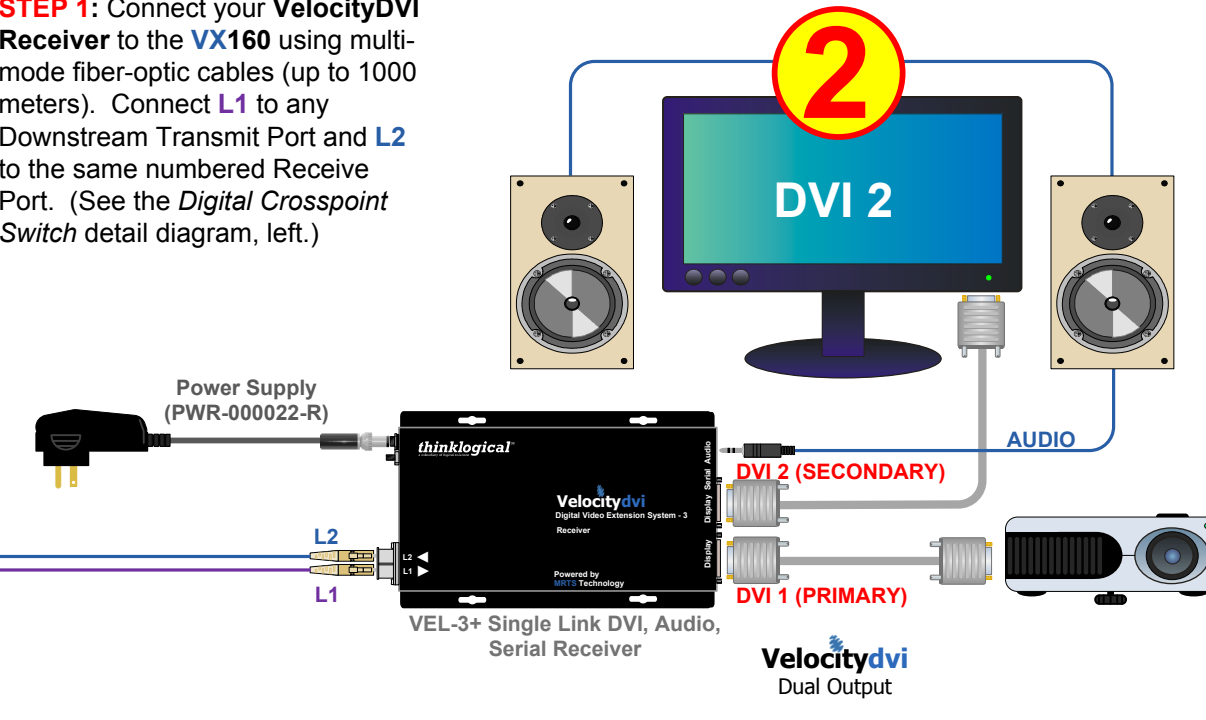 STEP 1: Connect your VelocityDVI
Receiver to the VX160 using multi-
mode fiber-optic cables (up to 1000
meters). Connect L1 to any
Downstream Transmit Port and L2
to the same numbered Receive
Port. (See the Digital Crosspoint
Switch detail diagram, left.)
2
DVI 2
Power Supply
(PWR-000022-R)
thinklogical
Velocitydvi
Digital Video Extension System - 3
Receiver
L2
L1
Powered by
MRTS Technology
Audio
Serial
Display
Display
AUDIO
DVI 2 (SECONDARY)
DVI 1 (PRIMARY)
L2
L1
VEL-3+ Single Link DVI, Audio,
Serial Receiver
Velocitydvi
Dual Output